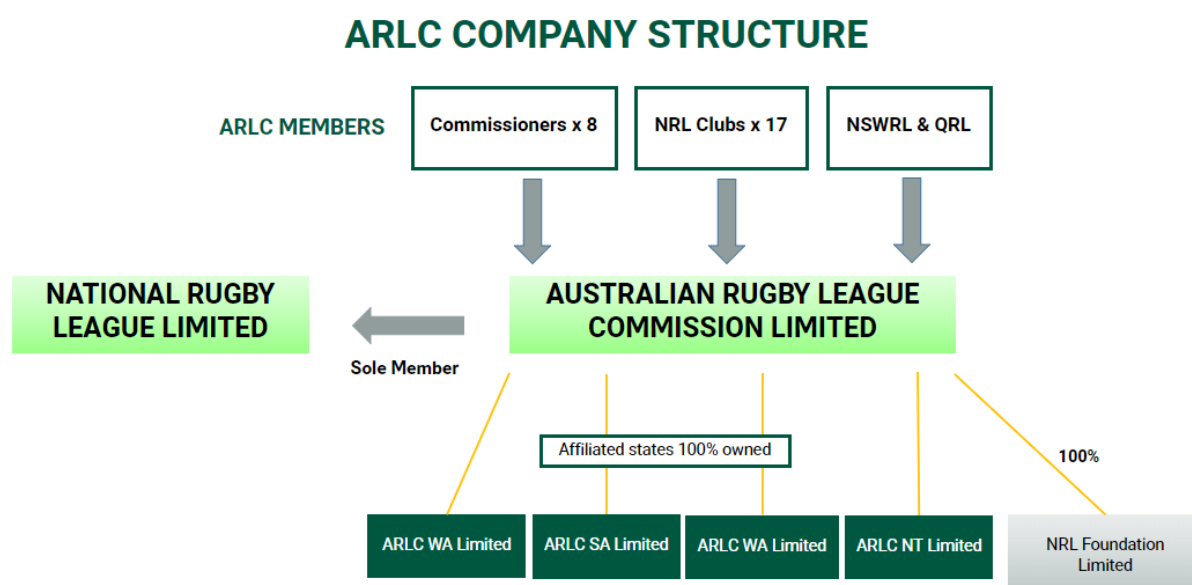 ARLC COMPANY STRUCTURE
ARLC MEMBERS
Commissioners x 8
NRL Clubs x 17
NSWRL & QRL
NATIONAL RUGBY
LEAGUE LIMITED
Sole Member
AUSTRALIAN RUGBY LEAGUE
COMMISSION LIMITED
Affiliated states 100% owned
100%
ARLC WA Limited
ARLC SA Limited
ARLC WA Limited
ARLC NT Limited
NRL Foundation
Limited